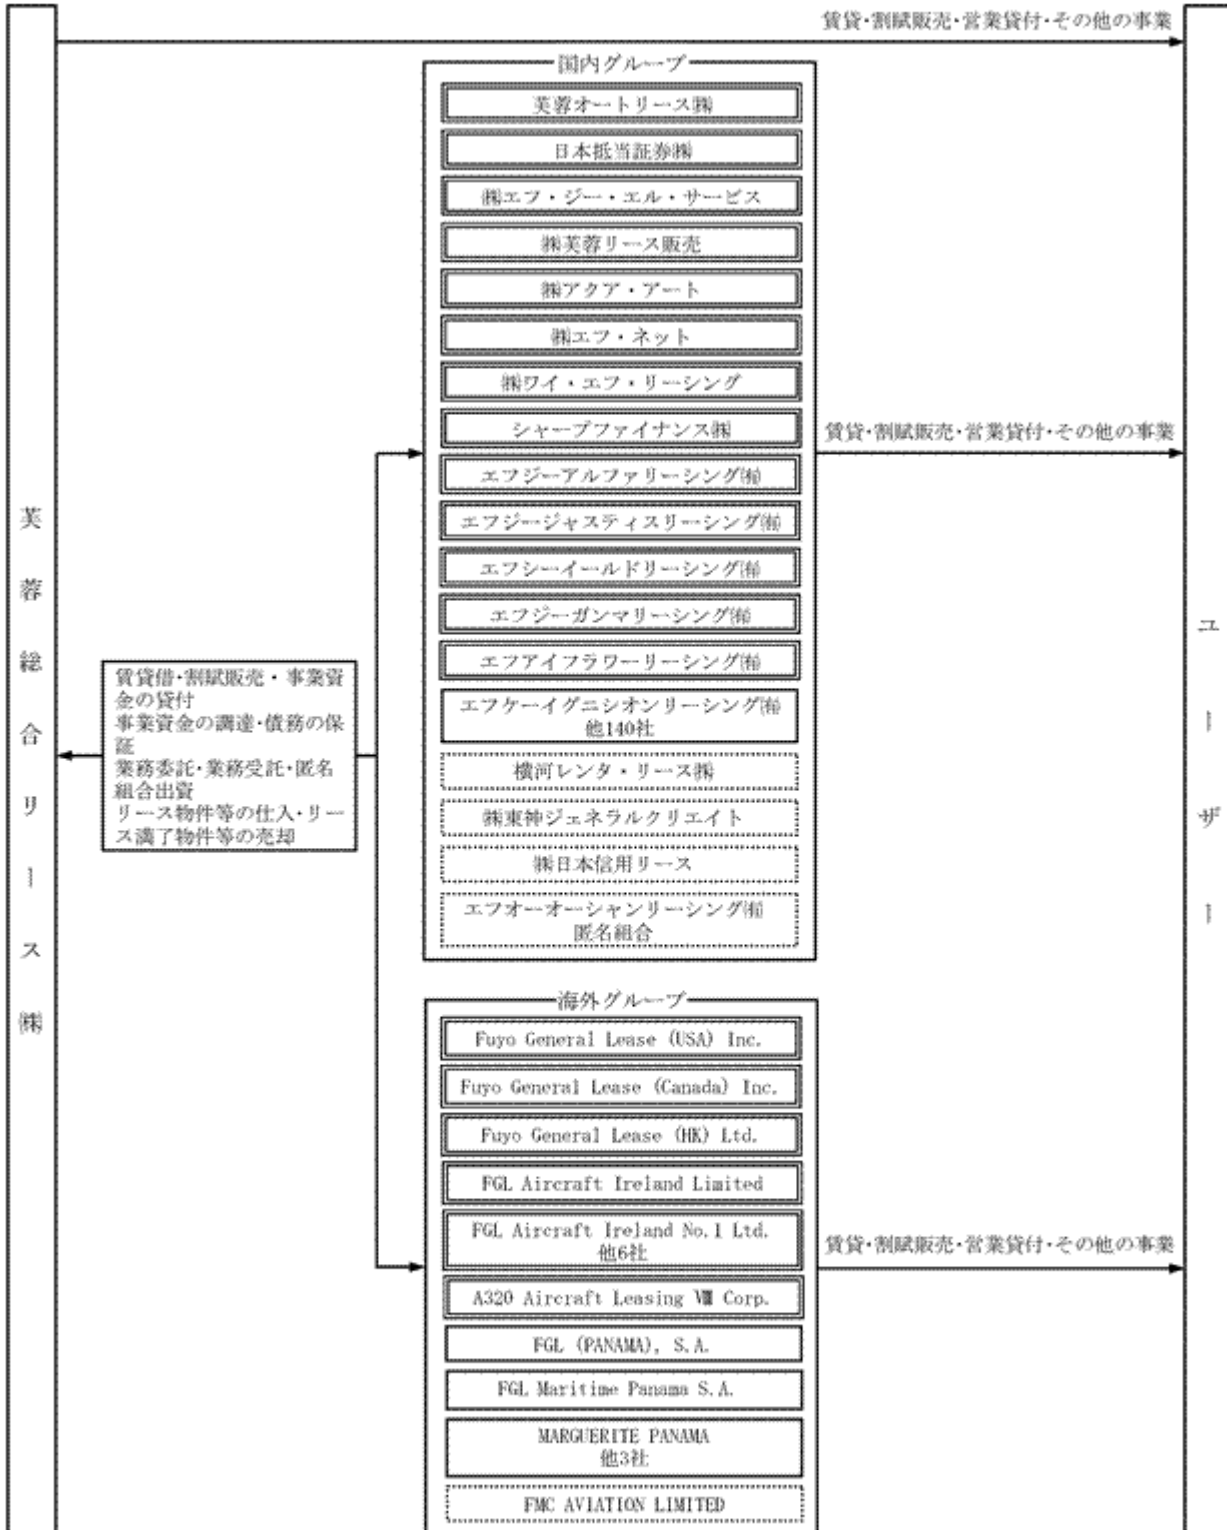 賃貸・割賦販売・営業貸付・その他の事業
国内グループ
芙蓉オートリース㈱
日本抵当証券㈱
㈱エフ・ジー・エル・サービス
㈱芙蓉リース販売
㈱アクア・アート
㈱エフ・ネット
㈱ワイ・エフ・リーシング
シャープファイナンス㈱
エフジーアルファリーシング㈲
エフジージャスティスリーシング㈲
エフシーイールドリーシング㈲
エフジーガンマリーシング㈲
エフアイフラワーリーシング㈲
エフケーイグニシオンリーシング㈲
他140社
横河レンタ・リース㈱
㈱東神ジェネラルクリエイト
㈱日本信用リース
エフオーオーシャンリーシング㈲
匿名組合
賃貸・割賦販売・営業貸付・その他の事業
芙蓉総合リース㈱
賃貸借・割賦販売・事業資
金の貸付
事業資金の調達・債務の保
証
業務委託・業務受託・匿名
組合出資
リース物件等の仕入・リー
ス満了物件等の売却
ユーザー
海外グループ
Fuyo General Lease (USA) Inc.
Fuyo General Lease (Canada) Inc.
Fuyo General Lease (HK) Ltd.
FGL Aircraft Ireland Limited
FGL Aircraft Ireland No.1 Ltd.
他6社
A320 Aircraft Leasing Ⅷ Corp.
FGL (PANAMA), S.A.
FGL Maritime Panama S.A.
MARGUERITE PANAMA
他3社
FMC AVIATION LIMITED
賃貸・割賦販売・営業貸付・その他の事業